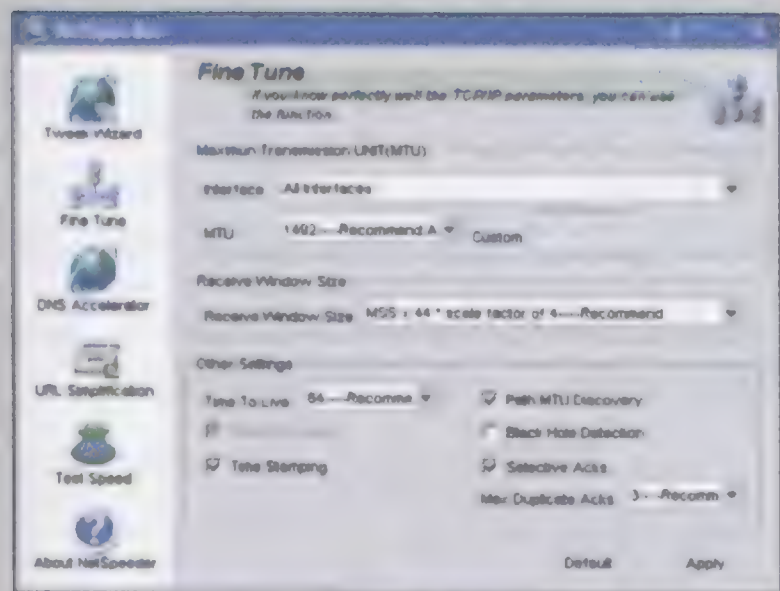 Fine Tune
If you know perfectly well the TCP/IP parameters, you can use
the function.
Tweak Wizard
Maximun Transmission UNIT(MTU)
Interface All Interfaces
Fine Tune
MTU 1492---Recommend A Custom
DNS Accelerator
Receive Window Size
Receive Window Size MSS x 44 * scale factor of 4---Recommend
URL Simplification
Other Settings
Time To Live 64---Recomme Path MTU Discovery
Black Hole Detection
Test Speed
Time Stamping Selective Acks
Max Duplicate Acks 3---Recomm
About NetSpeeder
Default Apply